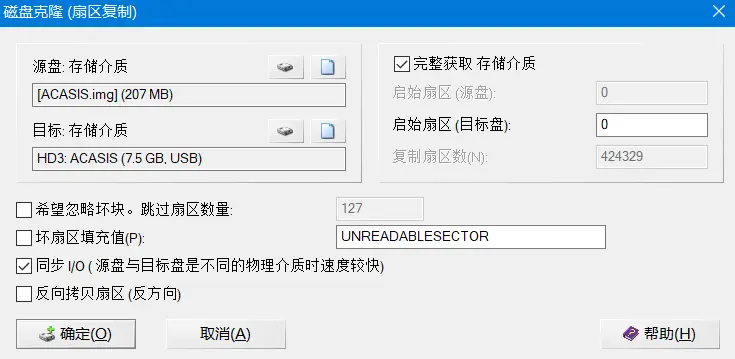 磁盘克隆 (扇区复制)
源盘: 存储介质
[ACASIS.img] (207 MB)
目标: 存储介质
HD3: ACASIS (7.5 GB, USB)
完整获取 存储介质
启始扇区 (源盘): 0
启始扇区 (目标盘): 0
复制扇区数(N): 424329
希望忽略坏块。跳过扇区数量: 127
坏扇区填充值(P): UNREADABLESECTOR
同步 I/O ( 源盘与目标盘是不同的物理介质时速度较快)
反向拷贝扇区 (反方向)
确定(O) 取消(A) 帮助(H)